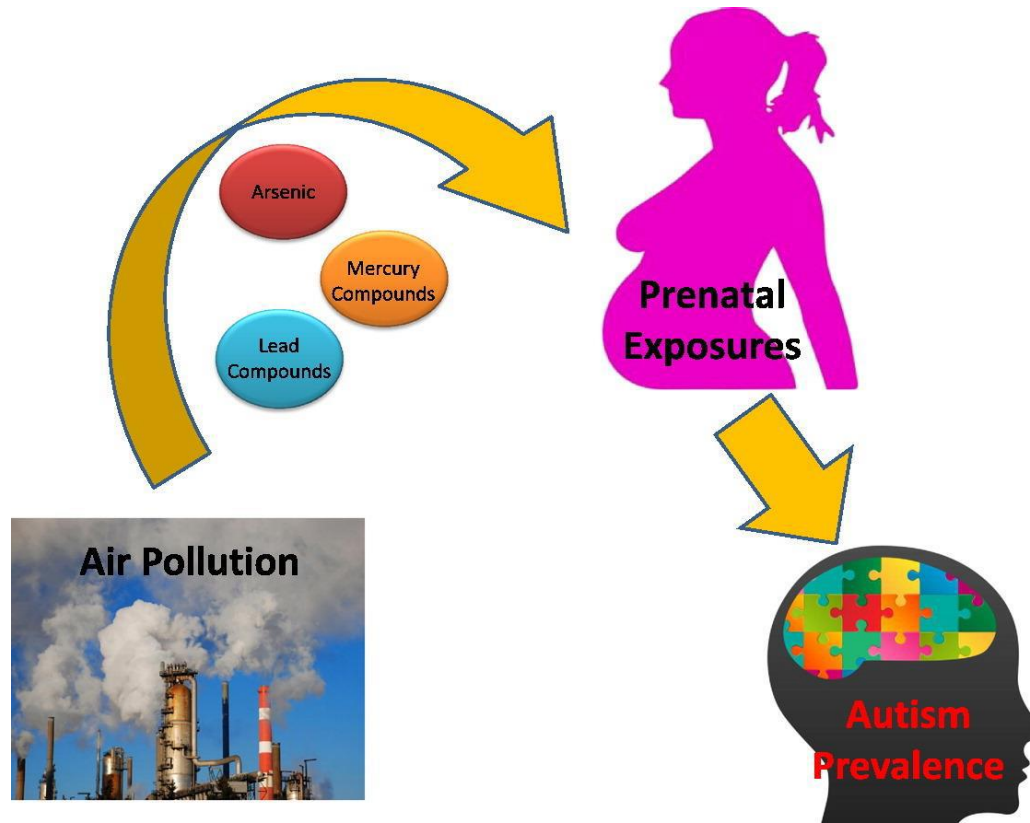 Arsenic
Mercury
Compounds
Lead
Compounds
Prenatal
Exposures
Air Pollution
Autism
Prevalence